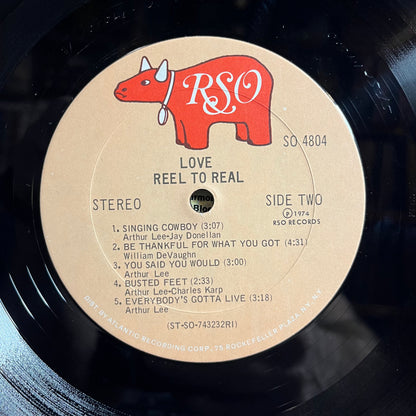 RSO
SO 4804
LOVE
REEL TO REAL
STEREO
SIDE TWO
℗ 1974
RSO RECORDS
1. SINGING COWBOY (3:07)
Arthur Lee-Jay Donellan
2. BE THANKFUL FOR WHAT YOU GOT (4:31)
William DeVaughn
3. YOU SAID YOU WOULD (3:00)
Arthur Lee
4. BUSTED FEET (2:33)
Arthur Lee-Charles Karp
5. EVERYBODY'S GOTTA LIVE (3:18)
Arthur Lee
(ST-SO-743232RI)
DIST. BY ATLANTIC RECORDING CORP. 75 ROCKEFELLER PLAZA, N.Y. N.Y.